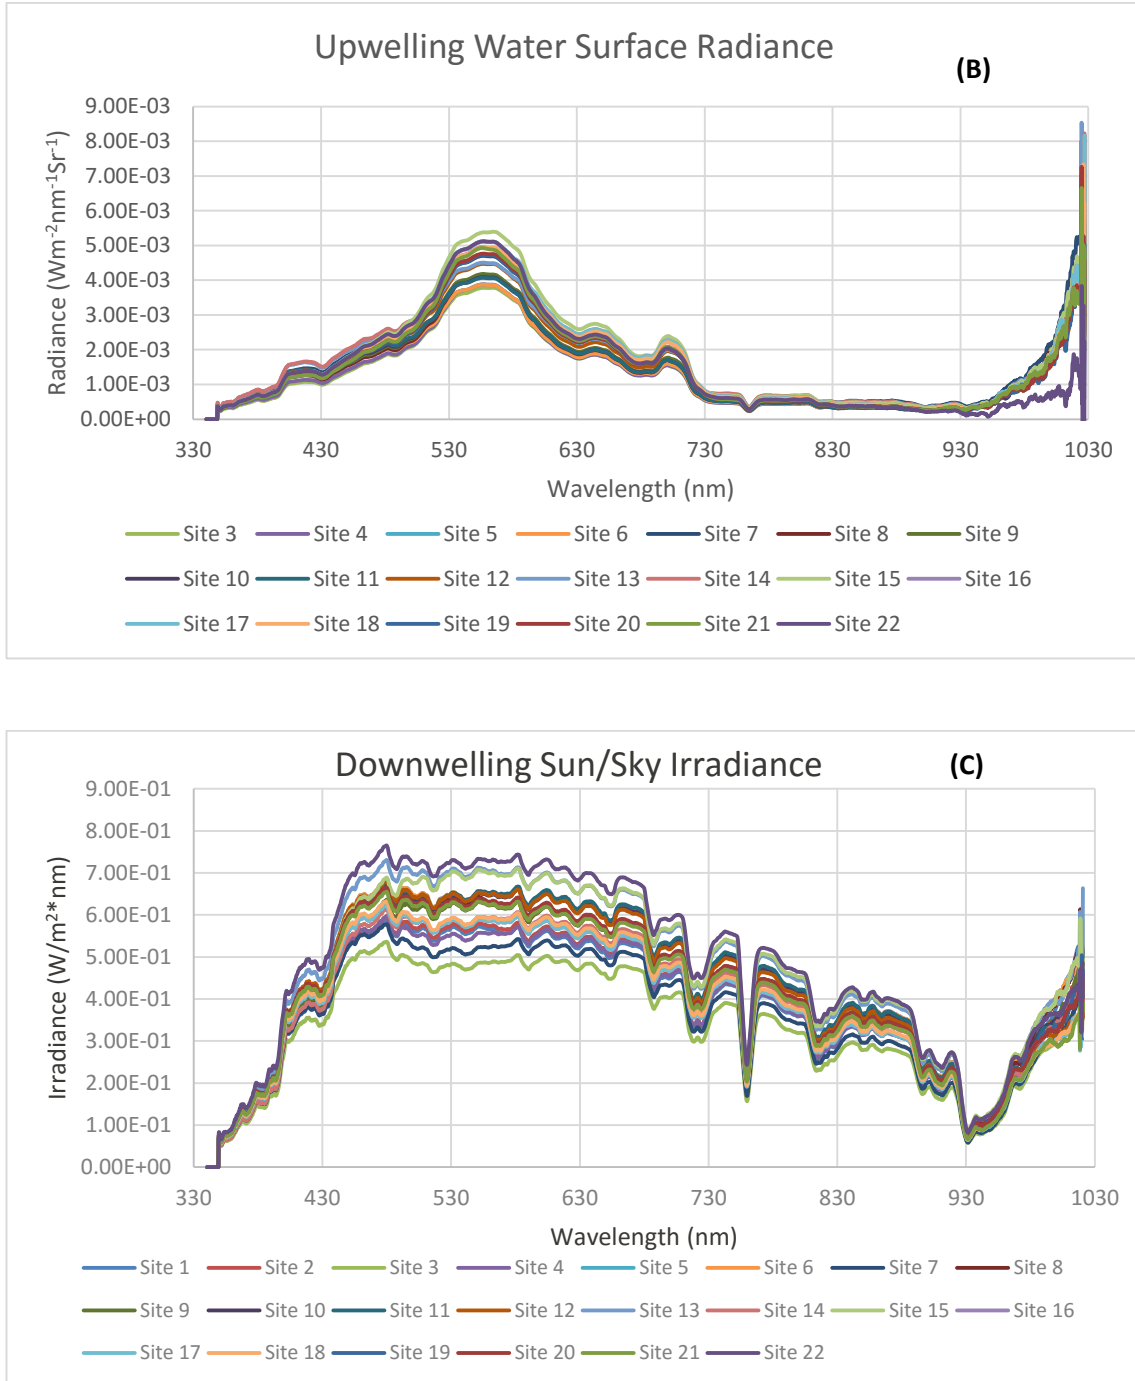 Upwelling Water Surface Radiance
(B)
9.00E-03
8.00E-03
7.00E-03
6.00E-03
5.00E-03
4.00E-03
3.00E-03
2.00E-03
1.00E-03
0.00E+00
Radiance (Wm⁻²nm⁻¹Sr⁻¹)
330 430 530 630 730 830 930 1030
Wavelength (nm)
Site 3 Site 4 Site 5 Site 6 Site 7 Site 8 Site 9
Site 10 Site 11 Site 12 Site 13 Site 14 Site 15 Site 16
Site 17 Site 18 Site 19 Site 20 Site 21 Site 22
Downwelling Sun/Sky Irradiance
(C)
9.00E-01
8.00E-01
7.00E-01
6.00E-01
5.00E-01
4.00E-01
3.00E-01
2.00E-01
1.00E-01
0.00E+00
Irradiance (W/m²*nm)
330 430 530 630 730 830 930 1030
Wavelength (nm)
Site 1 Site 2 Site 3 Site 4 Site 5 Site 6 Site 7 Site 8
Site 9 Site 10 Site 11 Site 12 Site 13 Site 14 Site 15 Site 16
Site 17 Site 18 Site 19 Site 20 Site 21 Site 22